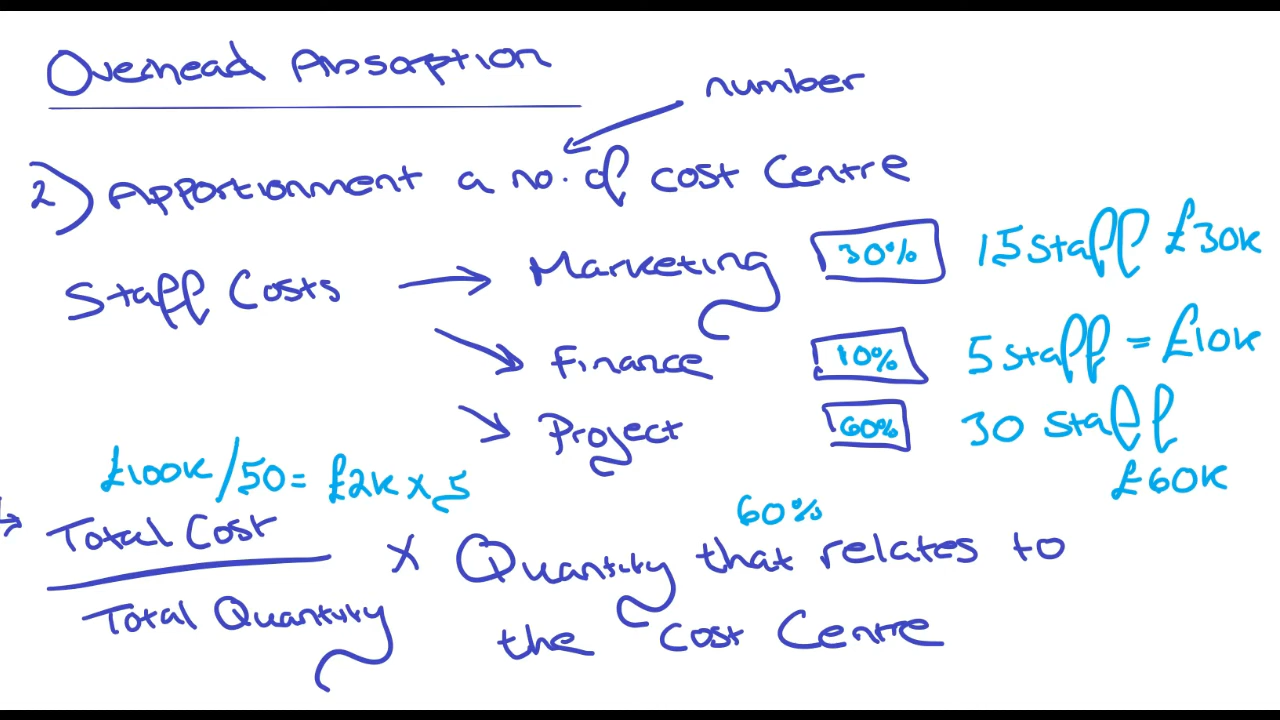 Overhead Absorption
number
2) Apportionment a no. of cost Centre
Staff Costs → Marketing 30% 15 staff £30K
Finance 10% 5 staff = £10K
Project 60% 30 staff
£60K
£100K/50 = £2K x 5
60%
Total Cost x Quantity that relates to
Total Quantity the cost Centre